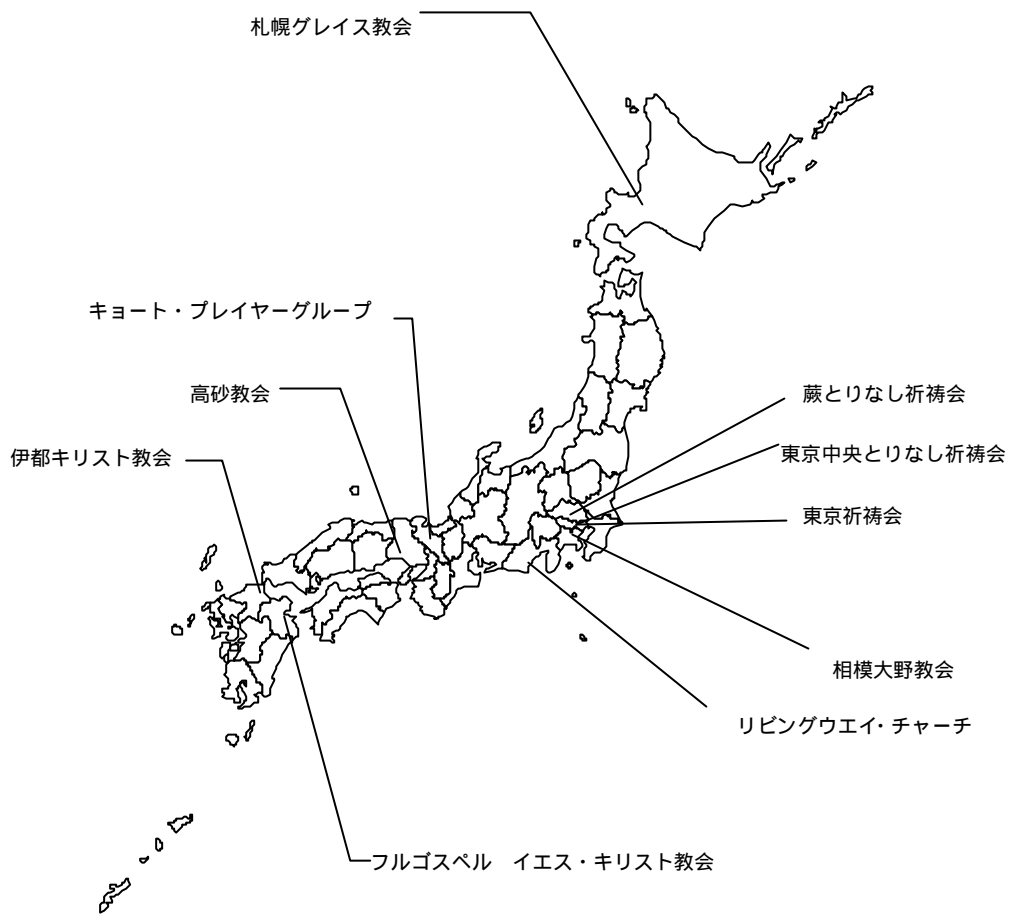 札幌グレイス教会
キョート・プレイヤーグループ
高砂教会
蕨とりなし祈祷会
伊都キリスト教会
東京中央とりなし祈祷会
東京祈祷会
相模大野教会
リビングウエイ・チャーチ
フルゴスペル　イエス・キリスト教会